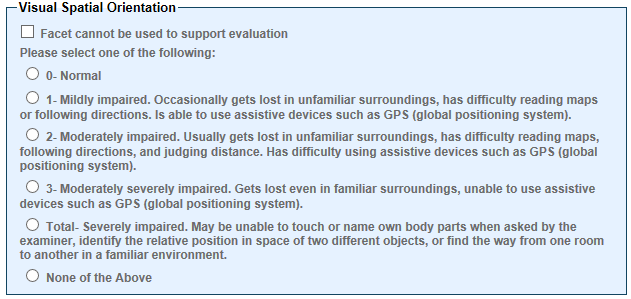 Visual Spatial Orientation
Facet cannot be used to support evaluation
Please select one of the following:
0- Normal
1- Mildly impaired. Occasionally gets lost in unfamiliar surroundings, has difficulty reading maps
or following directions. Is able to use assistive devices such as GPS (global positioning system).
2- Moderately impaired. Usually gets lost in unfamiliar surroundings, has difficulty reading maps,
following directions, and judging distance. Has difficulty using assistive devices such as GPS (global
positioning system).
3- Moderately severely impaired. Gets lost even in familiar surroundings, unable to use assistive
devices such as GPS (global positioning system).
Total- Severely impaired. May be unable to touch or name own body parts when asked by the
examiner, identify the relative position in space of two different objects, or find the way from one room
to another in a familiar environment.
None of the Above